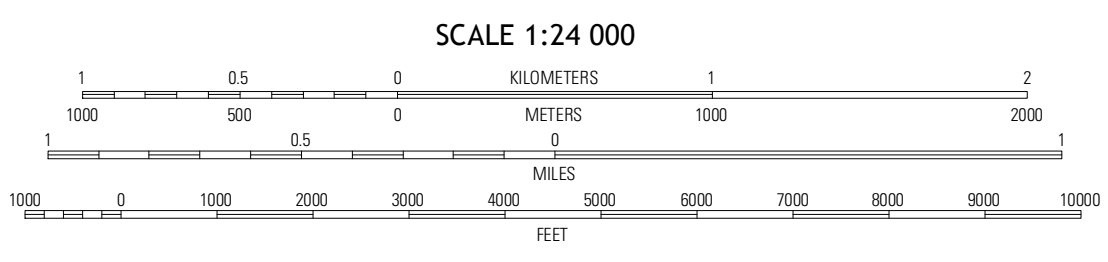 SCALE 1:24 000
1 0.5 0 KILOMETERS 1 2
1000 500 0 METERS 1000 2000
1 0.5 0 1
MILES
1000 0 1000 2000 3000 4000 5000 6000 7000 8000 9000 10000
FEET